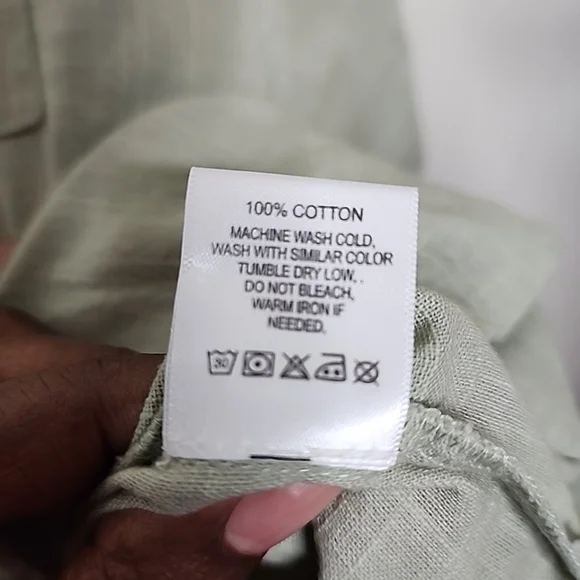 100% COTTON
MACHINE WASH COLD,
WASH WITH SIMILAR COLOR
TUMBLE DRY LOW, .
DO NOT BLEACH,
WARM IRON IF
NEEDED,
30